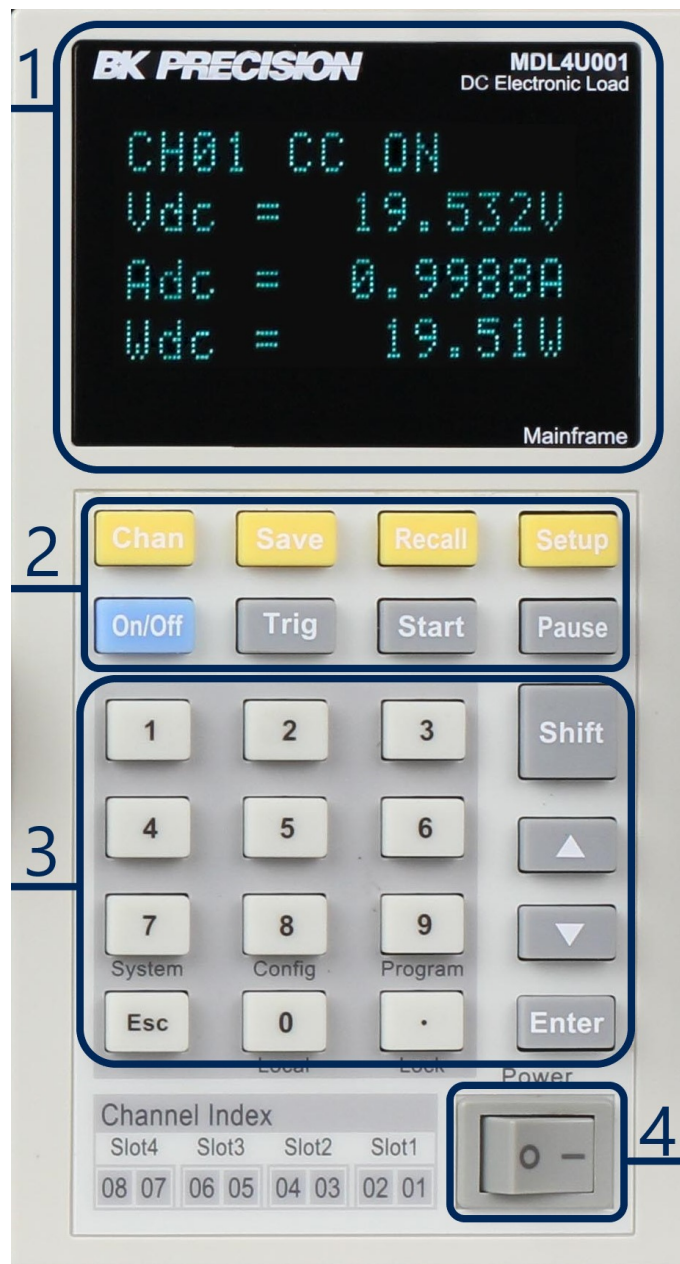 1
BK PRECISION
MDL4U001
DC Electronic Load
CH01 CC ON
Vdc = 19.532V
Adc = 0.9988A
Wdc = 19.51W
Mainframe
2
Chan Save Recall Setup
On/Off Trig Start Pause
3
1 2 3 Shift
4 5 6
7 8 9
System Config Program
Esc 0 . Enter
Local Lock Power
Channel Index
Slot4 Slot3 Slot2 Slot1
08 07 06 05 04 03 02 01
O –
4